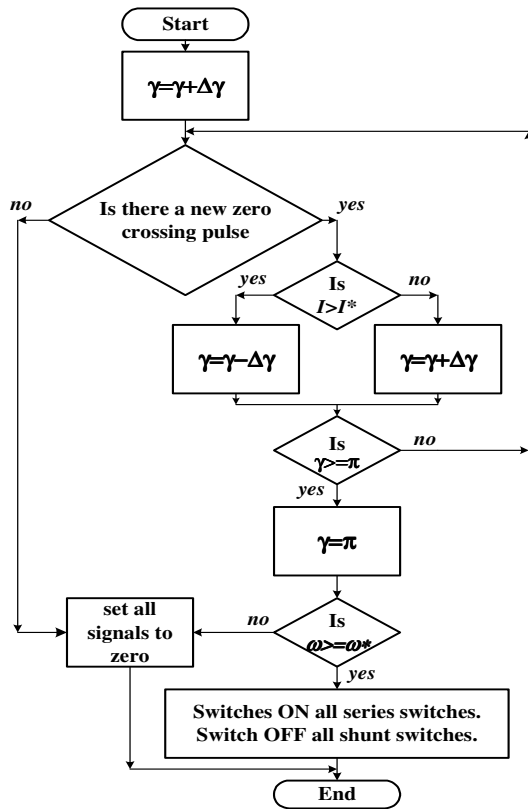 Start
γ=γ+Δγ
Is there a new zero
crossing pulse
no
yes
Is
I>I*
yes
no
γ=γ−Δγ
γ=γ+Δγ
Is
γ>=π
no
yes
γ=π
Is
ω>=ω*
no
yes
set all
signals to
zero
Switches ON all series switches.
Switch OFF all shunt switches.
End